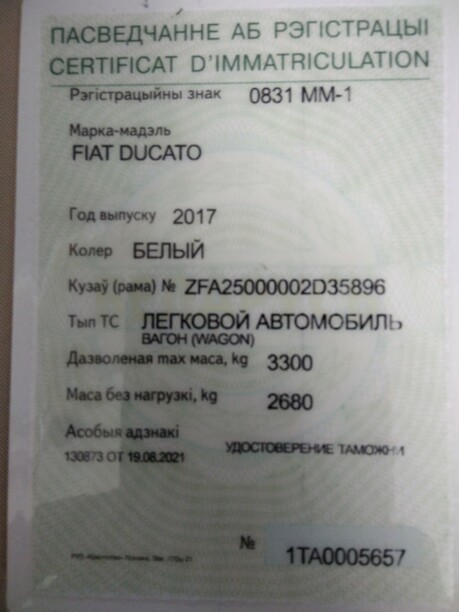 ПАСВЕДЧАННЕ АБ РЭГІСТРАЦЫІ
CERTIFICAT D'IMMATRICULATION
Рэгістрацыйны знак 0831 MM-1
Марка-мадэль
FIAT DUCATO
Год выпуску 2017
Колер БЕЛЫЙ
Кузаў (рама) № ZFA25000002D35896
Тып ТС ЛЕГКОВОЙ АВТОМОБИЛЬ
ВАГОН (WAGON)
Дазволеная max маса, kg 3300
Маса без нагрузкі, kg 2680
Асобыя адзнакі
УДОСТОВЕРЕНИЕ ТАМОЖНИ
130873 ОТ 19.08.2021
№ 1TA0005657